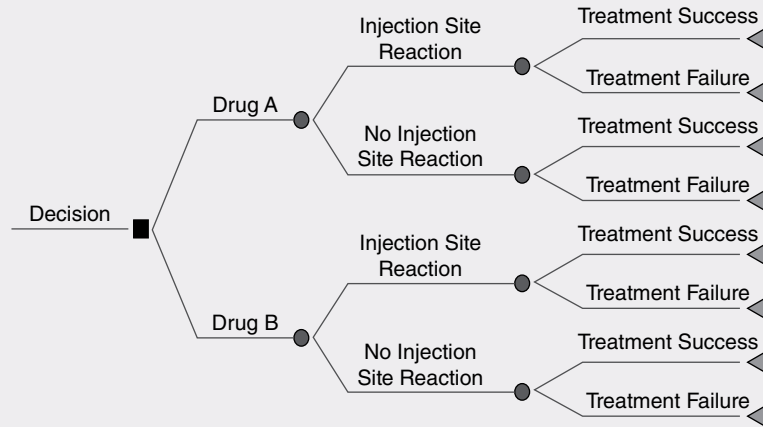 Treatment Success
Injection Site
Reaction
Treatment Failure
Drug A
Treatment Success
No Injection
Site Reaction
Treatment Failure
Decision
Treatment Success
Injection Site
Reaction
Treatment Failure
Drug B
Treatment Success
No Injection
Site Reaction
Treatment Failure